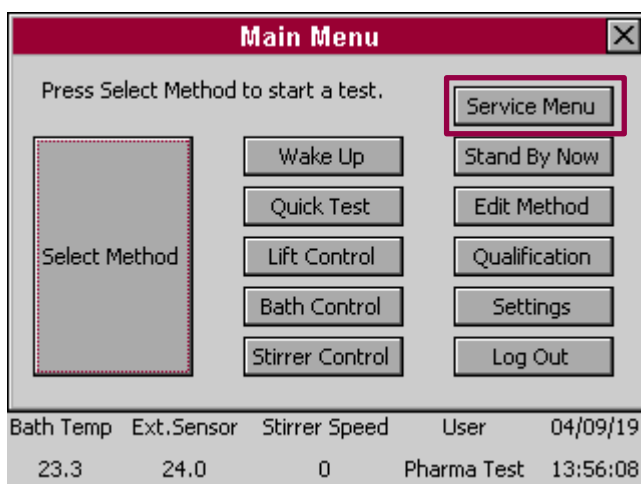 Main Menu
Press Select Method to start a test.
Service Menu
Wake Up
Stand By Now
Quick Test
Edit Method
Select Method
Lift Control
Qualification
Bath Control
Settings
Stirrer Control
Log Out
Bath Temp Ext.Sensor Stirrer Speed User 04/09/19
23.3 24.0 0 Pharma Test 13:56:08